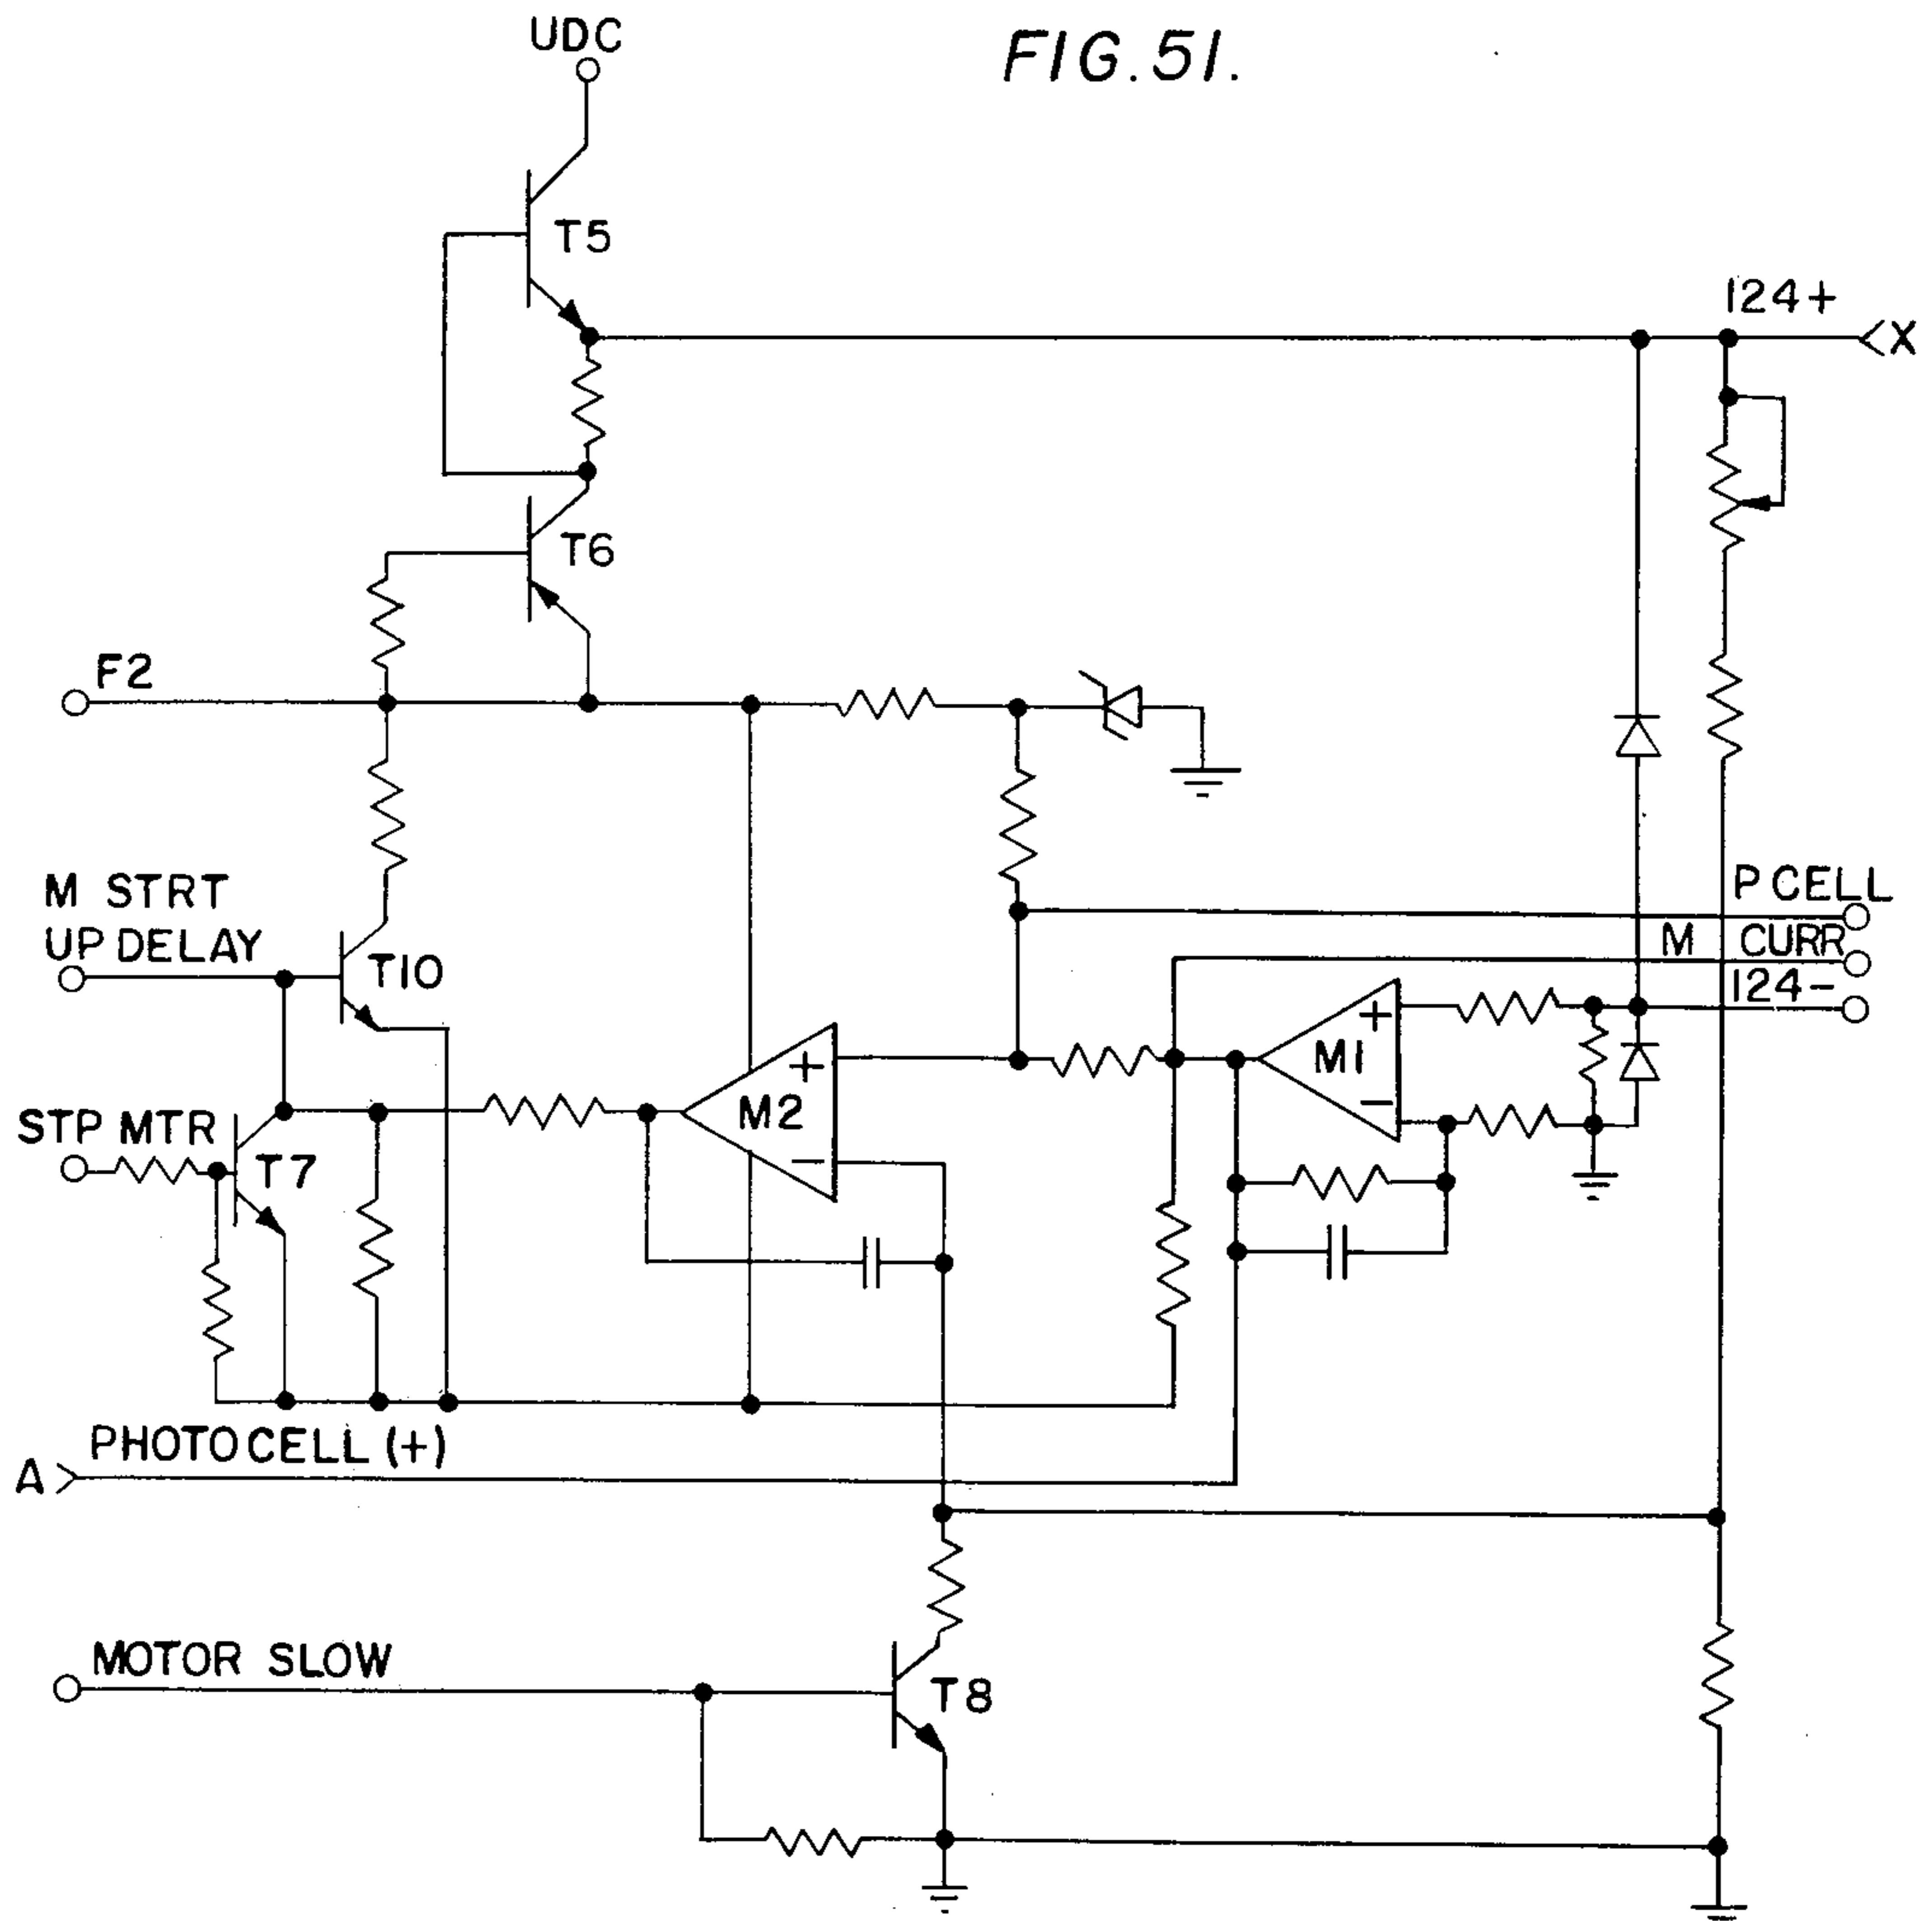 UDC
FIG. 51.
T5
124+
X
T6
F2
P CELL
M STRT
UP DELAY
M CURR
T10
124-
+
M1
-
+
M2
-
STP MTR
T7
PHOTOCELL (+)
A
MOTOR SLOW
T8